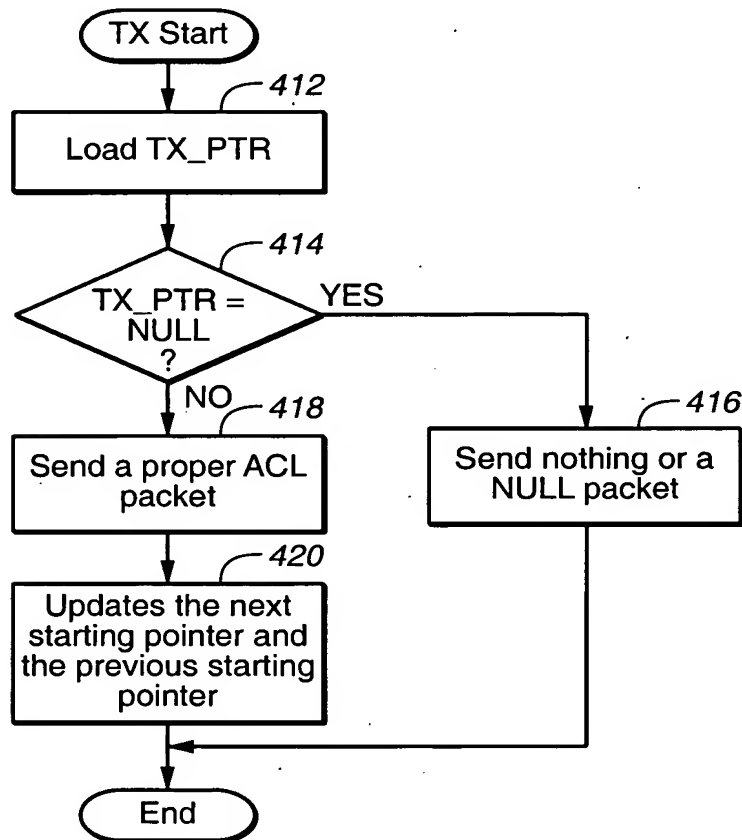 TX Start
412
Load TX_PTR
414
TX_PTR =
NULL
?
YES
NO
418
Send a proper ACL
packet
416
Send nothing or a
NULL packet
420
Updates the next
starting pointer and
the previous starting
pointer
End